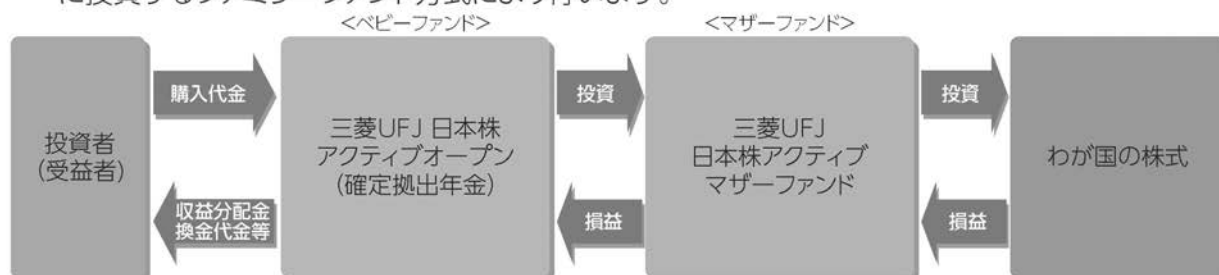 に投資するファミリーファンド方式により行います。
<ベビーファンド>
<マザーファンド>
投資者
(受益者)
購入代金
収益分配金
換金代金等
三菱UFJ 日本株
アクティブオープン
(確定拠出年金)
投資
損益
三菱UFJ
日本株アクティブ
マザーファンド
投資
損益
わが国の株式